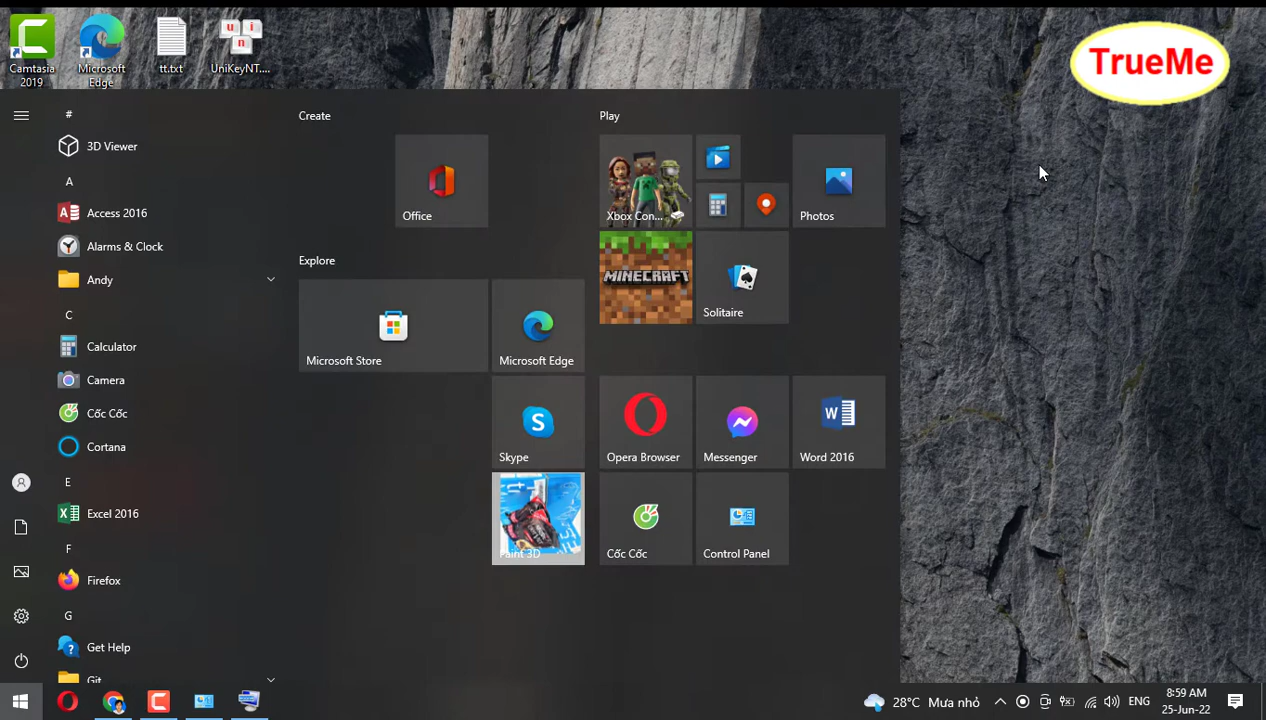 Camtasia
2019
Microsoft
Edge
tt.txt
u i
n
UniKeyNT....
TrueMe
#
3D Viewer
A
Access 2016
Alarms & Clock
Andy
C
Calculator
Camera
Cốc Cốc
Cortana
E
Excel 2016
F
Firefox
G
Get Help
Git
Create
Office
Explore
Microsoft Store
Microsoft Edge
Skype
Paint 3D
Play
Xbox Con...
Photos
MINECRAFT
Solitaire
Opera Browser
Messenger
Word 2016
Cốc Cốc
Control Panel
28°C Mưa nhỏ
ENG
8:59 AM
25-Jun-22